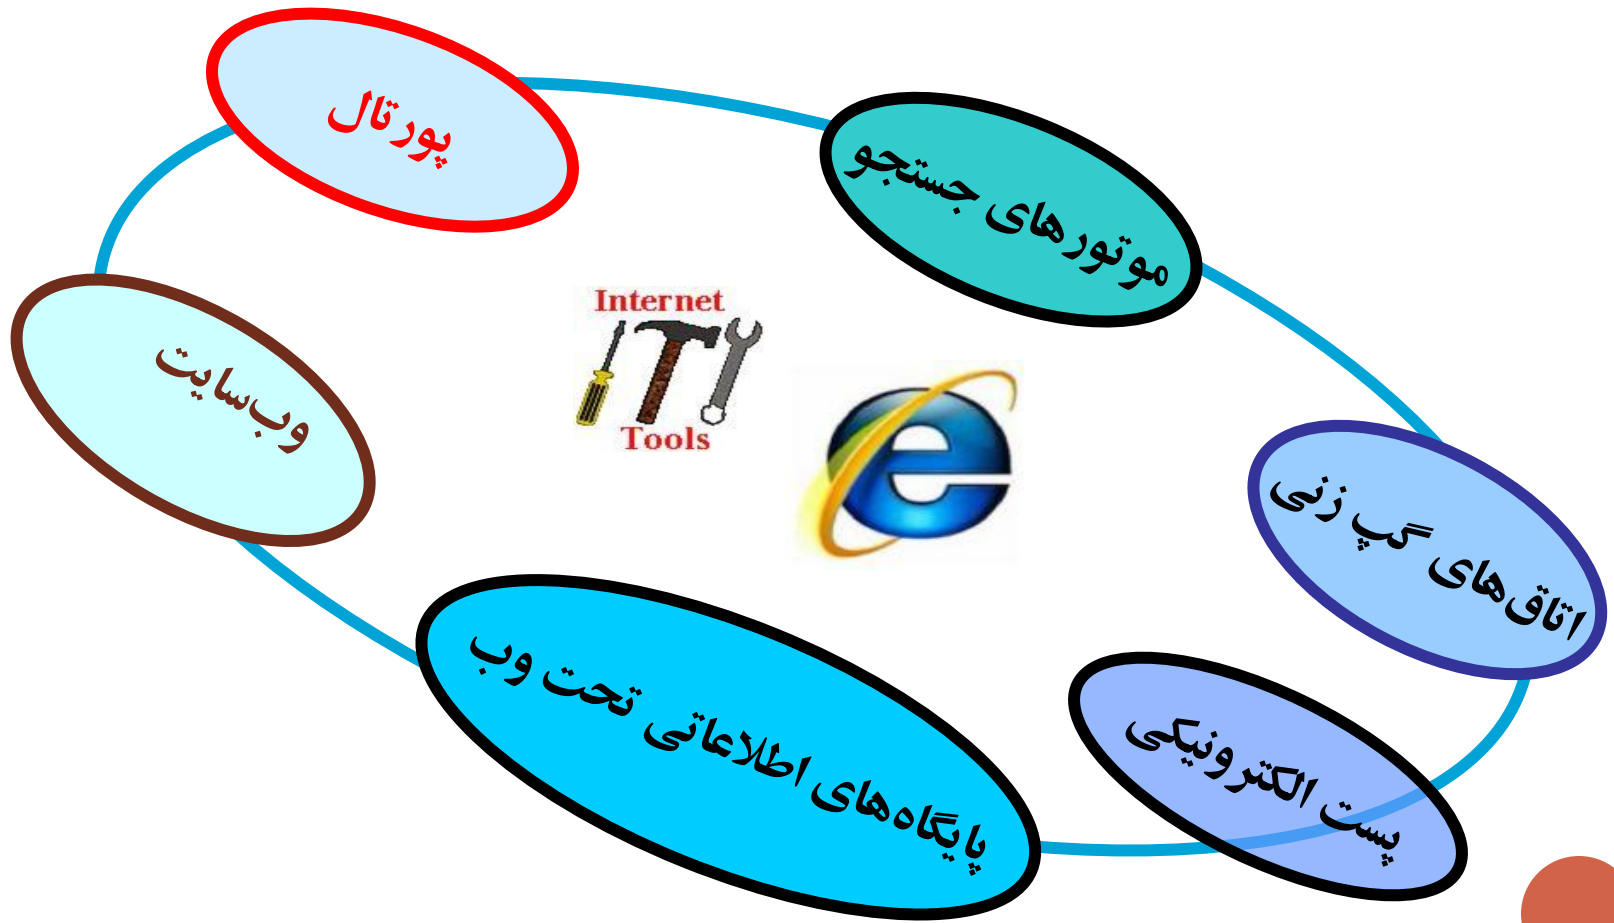 پورتال
موتورهای جستجو
وب‌سایت
Internet
Tools
اتاق‌های گپ زنی
پایگاه‌های اطلاعاتی تحت وب
پست الکترونیکی